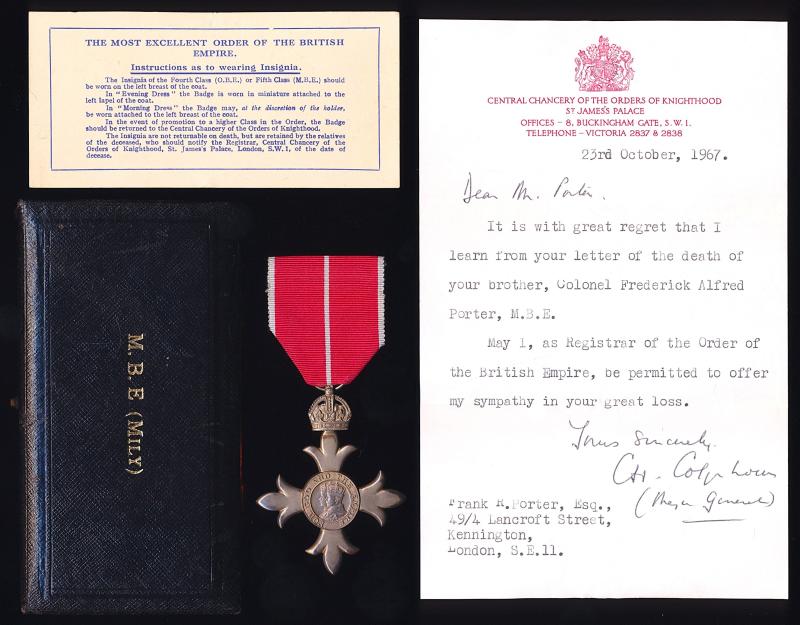 THE MOST EXCELLENT ORDER OF THE BRITISH
EMPIRE.
Instructions as to wearing Insignia.
The Insignia of the Fourth Class (O.B.E.) or Fifth Class (M.B.E.) should
be worn on the left breast of the coat.
In "Evening Dress" the Badge is worn in miniature attached to the
left lapel of the coat.
In "Morning Dress" the Badge may, at the discretion of the holder,
be worn attached to the left breast of the coat.
In the event of promotion to a higher Class in the Order, the Badge
should be returned to the Central Chancery of the Orders of Knighthood.
The Insignia are not returnable on death, but are retained by the relatives
of the deceased, who should notify the Registrar, Central Chancery of the
Orders of Knighthood, St. James's Palace, London, S.W.1, of the date of
decease.
M.B.E (MILY)
CENTRAL CHANCERY OF THE ORDERS OF KNIGHTHOOD
ST JAMES'S PALACE
OFFICES – 8, BUCKINGHAM GATE, S.W.1.
TELEPHONE – VICTORIA 2837 & 2838
23rd October, 1967.
Dear Mr. Porter,
It is with great regret that I
learn from your letter of the death of
your brother, Colonel Frederick Alfred
Porter, M.B.E.
May I, as Registrar of the Order of
the British Empire, be permitted to offer
my sympathy in your great loss.
Yours sincerely.
(Major General)
Frank R.Porter, Esq.,
49/4 Lancroft Street,
Kennington,
London, S.E.11.